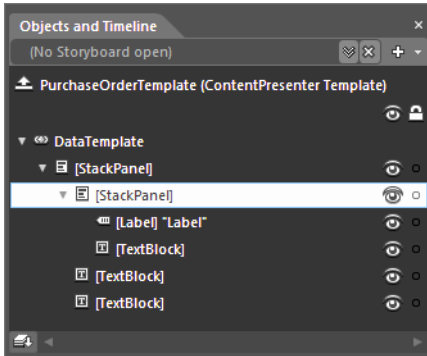 Objects and Timeline
(No Storyboard open)
PurchaseOrderTemplate (ContentPresenter Template)
DataTemplate
[StackPanel]
[StackPanel]
[Label] "Label"
[TextBlock]
[TextBlock]
[TextBlock]